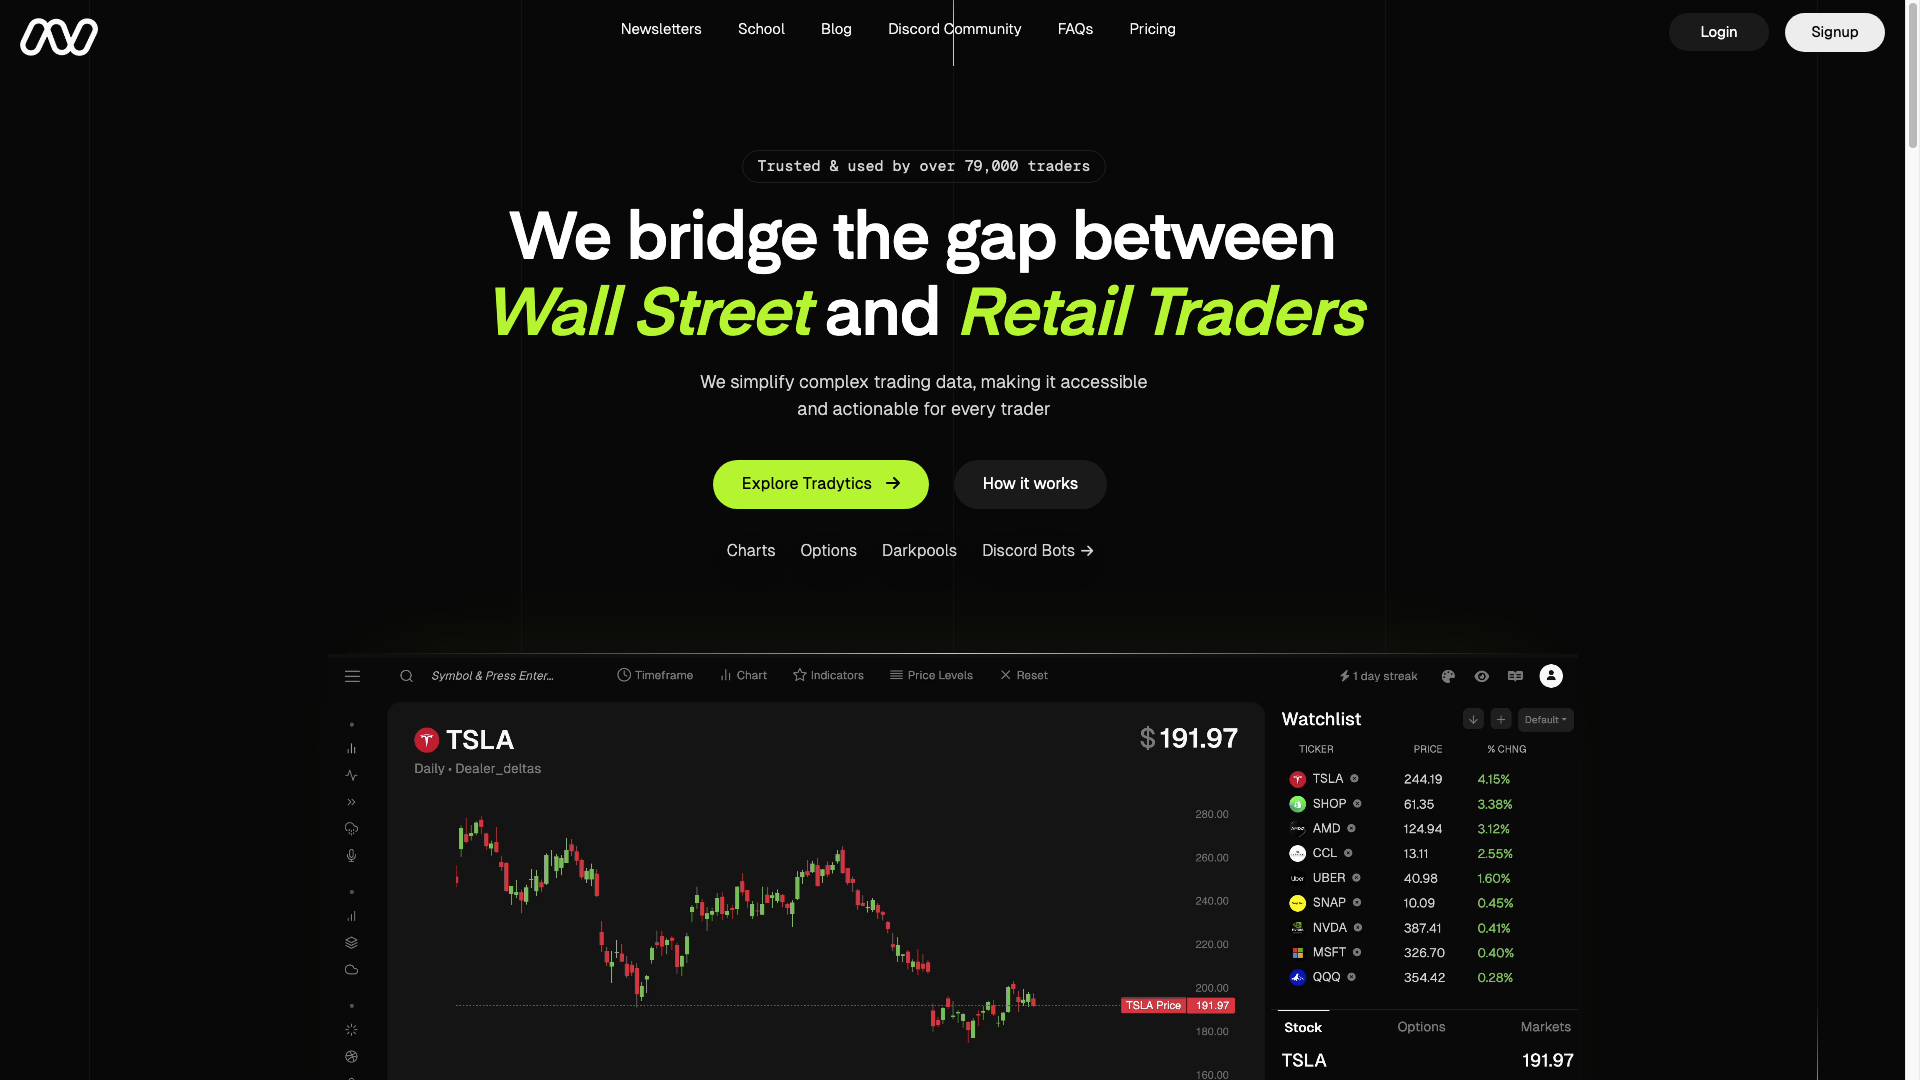 Newsletters School Blog Discord Community FAQs Pricing
Login Signup
Trusted & used by over 79,000 traders
We bridge the gap between
Wall Street and Retail Traders
We simplify complex trading data, making it accessible
and actionable for every trader
Explore Tradytics → How it works
Charts Options Darkpools Discord Bots →
Symbol & Press Enter... Timeframe Chart Indicators Price Levels Reset 1 day streak
TSLA $191.97
Daily • Dealer_deltas
280.00
260.00
240.00
220.00
200.00
TSLA Price 191.97
180.00
160.00
Watchlist Default
TICKER PRICE % CHNG
TSLA 244.19 4.15%
SHOP 61.35 3.38%
AMD 124.94 3.12%
CCL 13.11 2.55%
Uber UBER 40.98 1.60%
SNAP 10.09 0.45%
NVDA 387.41 0.41%
MSFT 326.70 0.40%
QQQ 354.42 0.28%
Stock Options Markets
TSLA 191.97